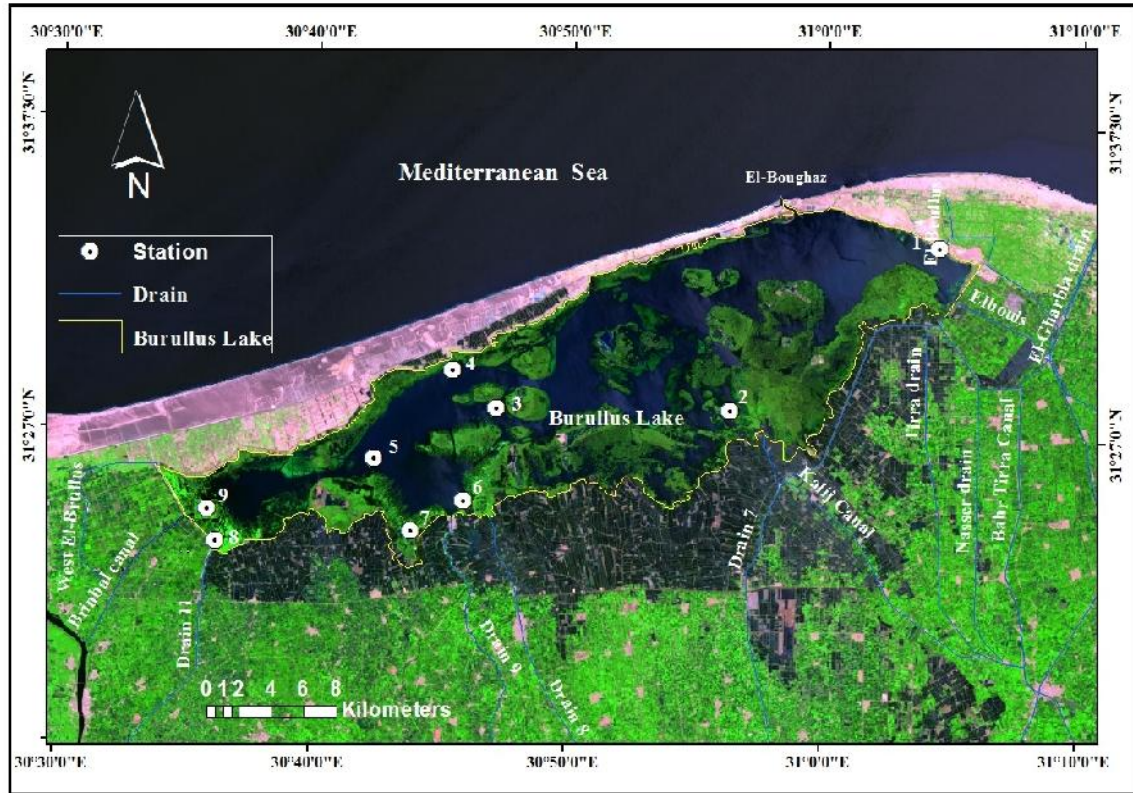 30°30'0"E 30°40'0"E 30°50'0"E 31°0'0"E 31°10'0"E
31°37'30"N
31°37'30"N
N
Mediterranean Sea
El-Boughaz
Station
Drain
Burullus Lake
1
El-Gharbia drain
4
3
2
Burullus Lake
Tirra drain
31°27'0"N
31°27'0"N
5
6
7
9
8
West El-Brullas
Brinbal canal
Drain 11
Drain 9
Drain 8
Drain 7
Kalij Canal
Nasser drain
Bahr Tirra Canal
0 1 2 4 6 8
Kilometers
30°30'0"E 30°40'0"E 30°50'0"E 31°0'0"E 31°10'0"E